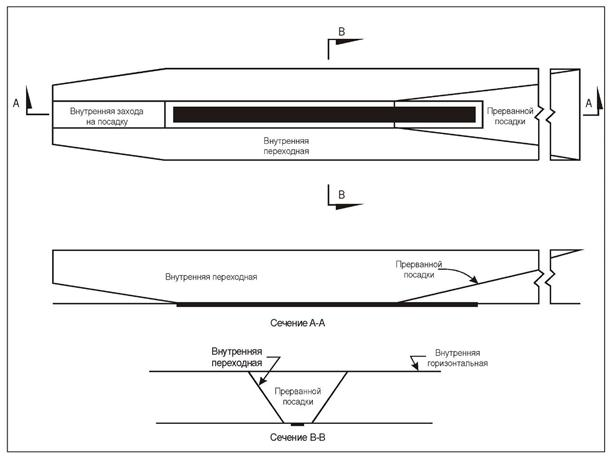 В
А
А
Внутренняя захода
на посадку
Прерванной
посадки
Внутренняя
переходная
В
Внутренняя переходная
Прерванной
посадки
Сечение А-А
Внутренняя
переходная
Внутренняя
горизонтальная
Прерванной
посадки
Сечение В-В